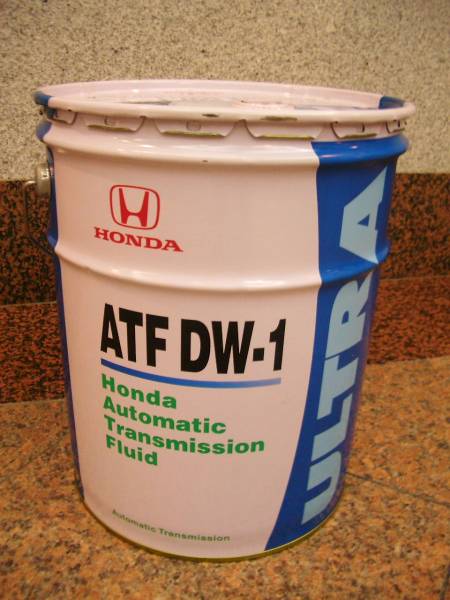 HONDA
ATF DW-1
Honda
Automatic
Transmission
Fluid
Automatic Transmission
ULTRA